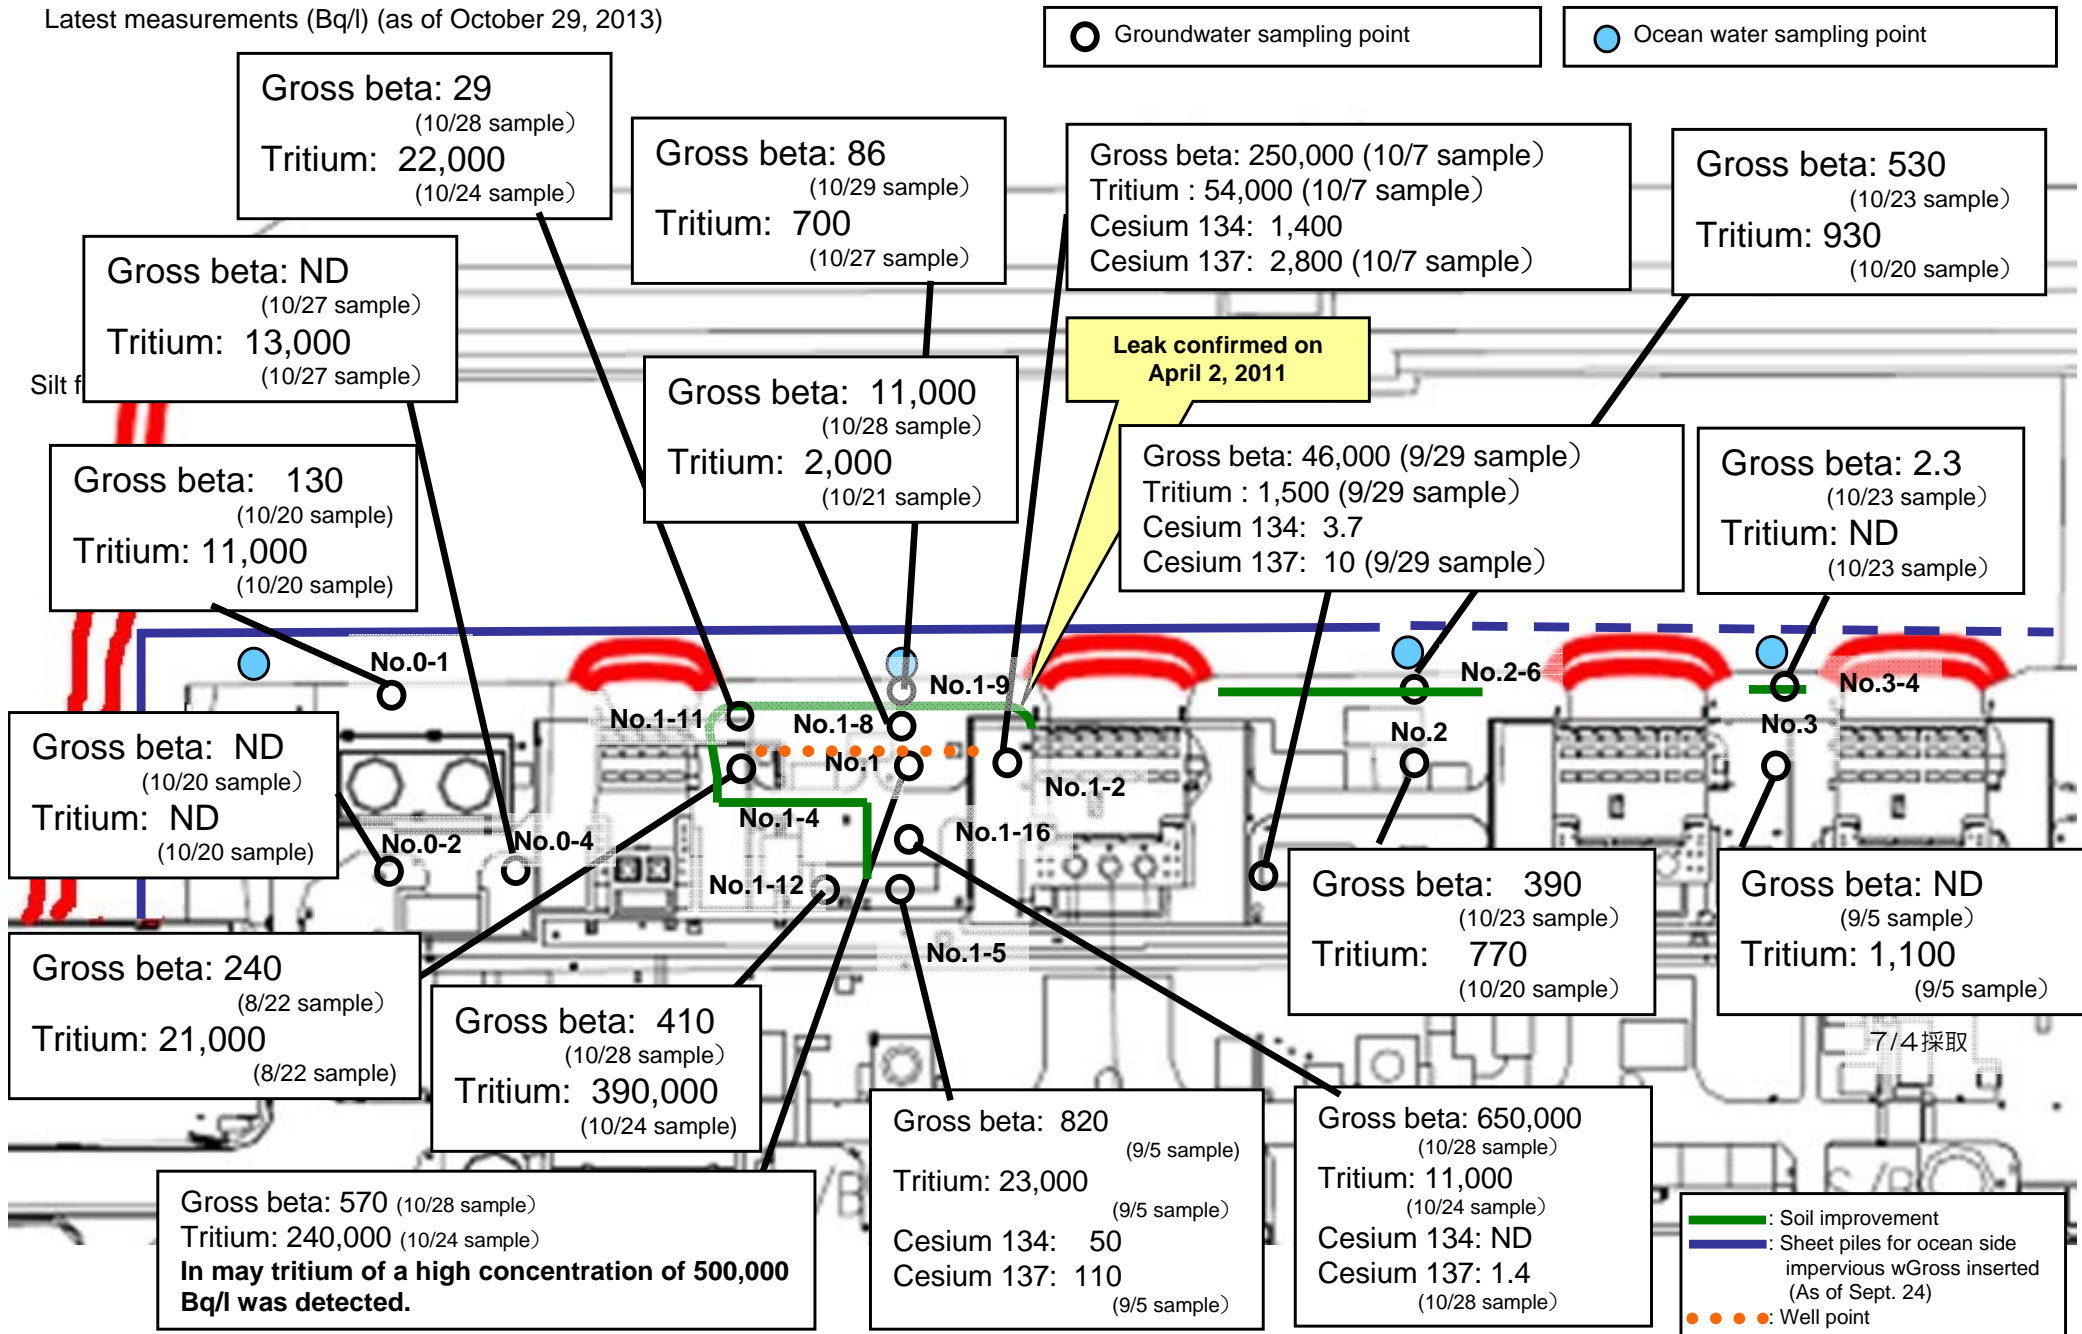 Latest measurements (Bq/l) (as of October 29, 2013)
Groundwater sampling point
Ocean water sampling point
Gross beta: 29
(10/28 sample）
Tritium: 22,000
(10/24 sample）
Gross beta: 86
(10/29 sample）
Tritium: 700
(10/27 sample）
Gross beta: 250,000 (10/7 sample）
Tritium : 54,000 (10/7 sample）
Cesium 134: 1,400
Cesium 137: 2,800 (10/7 sample）
Gross beta: 530
(10/23 sample）
Tritium: 930
(10/20 sample）
Gross beta: ND
(10/27 sample）
Tritium: 13,000
(10/27 sample）
Leak confirmed on
April 2, 2011
Silt
Gross beta: 11,000
(10/28 sample）
Tritium: 2,000
(10/21 sample）
Gross beta: 46,000 (9/29 sample）
Tritium : 1,500 (9/29 sample）
Cesium 134: 3.7
Cesium 137: 10 (9/29 sample）
Gross beta: 2.3
(10/23 sample）
Tritium: ND
(10/23 sample）
Gross beta: 130
(10/20 sample)
Tritium: 11,000
(10/20 sample)
No.0-1
No.1-9
No.2-6
No.3-4
No.1-11
No.1-8
No.2
No.3
No.1
No.1-2
Gross beta: ND
(10/20 sample)
Tritium: ND
(10/20 sample)
No.1-4
No.1-16
No.0-2
No.0-4
No.1-12
No.1-5
Gross beta: 390
(10/23 sample）
Tritium: 770
(10/20 sample）
Gross beta: ND
(9/5 sample）
Tritium: 1,100
(9/5 sample）
Gross beta: 240
(8/22 sample）
Tritium: 21,000
(8/22 sample)
Gross beta: 410
(10/28 sample）
Tritium: 390,000
(10/24 sample)
7/4採取
Gross beta: 820
(9/5 sample)
Tritium: 23,000
(9/5 sample）
Cesium 134: 50
Cesium 137: 110
(9/5 sample）
Gross beta: 650,000
(10/28 sample）
Tritium: 11,000
(10/24 sample）
Cesium 134: ND
Cesium 137: 1.4
(10/28 sample）
Gross beta: 570 (10/28 sample）
Tritium: 240,000 (10/24 sample）
In may tritium of a high concentration of 500,000
Bq/l was detected.
: Soil improvement
: Sheet piles for ocean side
impervious wGross inserted
(As of Sept. 24)
: Well point